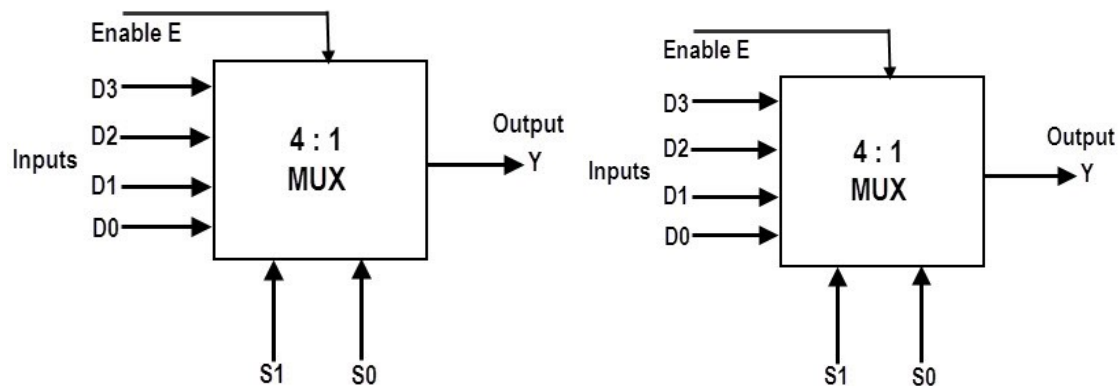 Enable E
D3
D2
Inputs
D1
D0
4 : 1
MUX
Output
Y
S1
S0
Enable E
D3
D2
Inputs
D1
D0
4 : 1
MUX
Output
Y
S1
S0